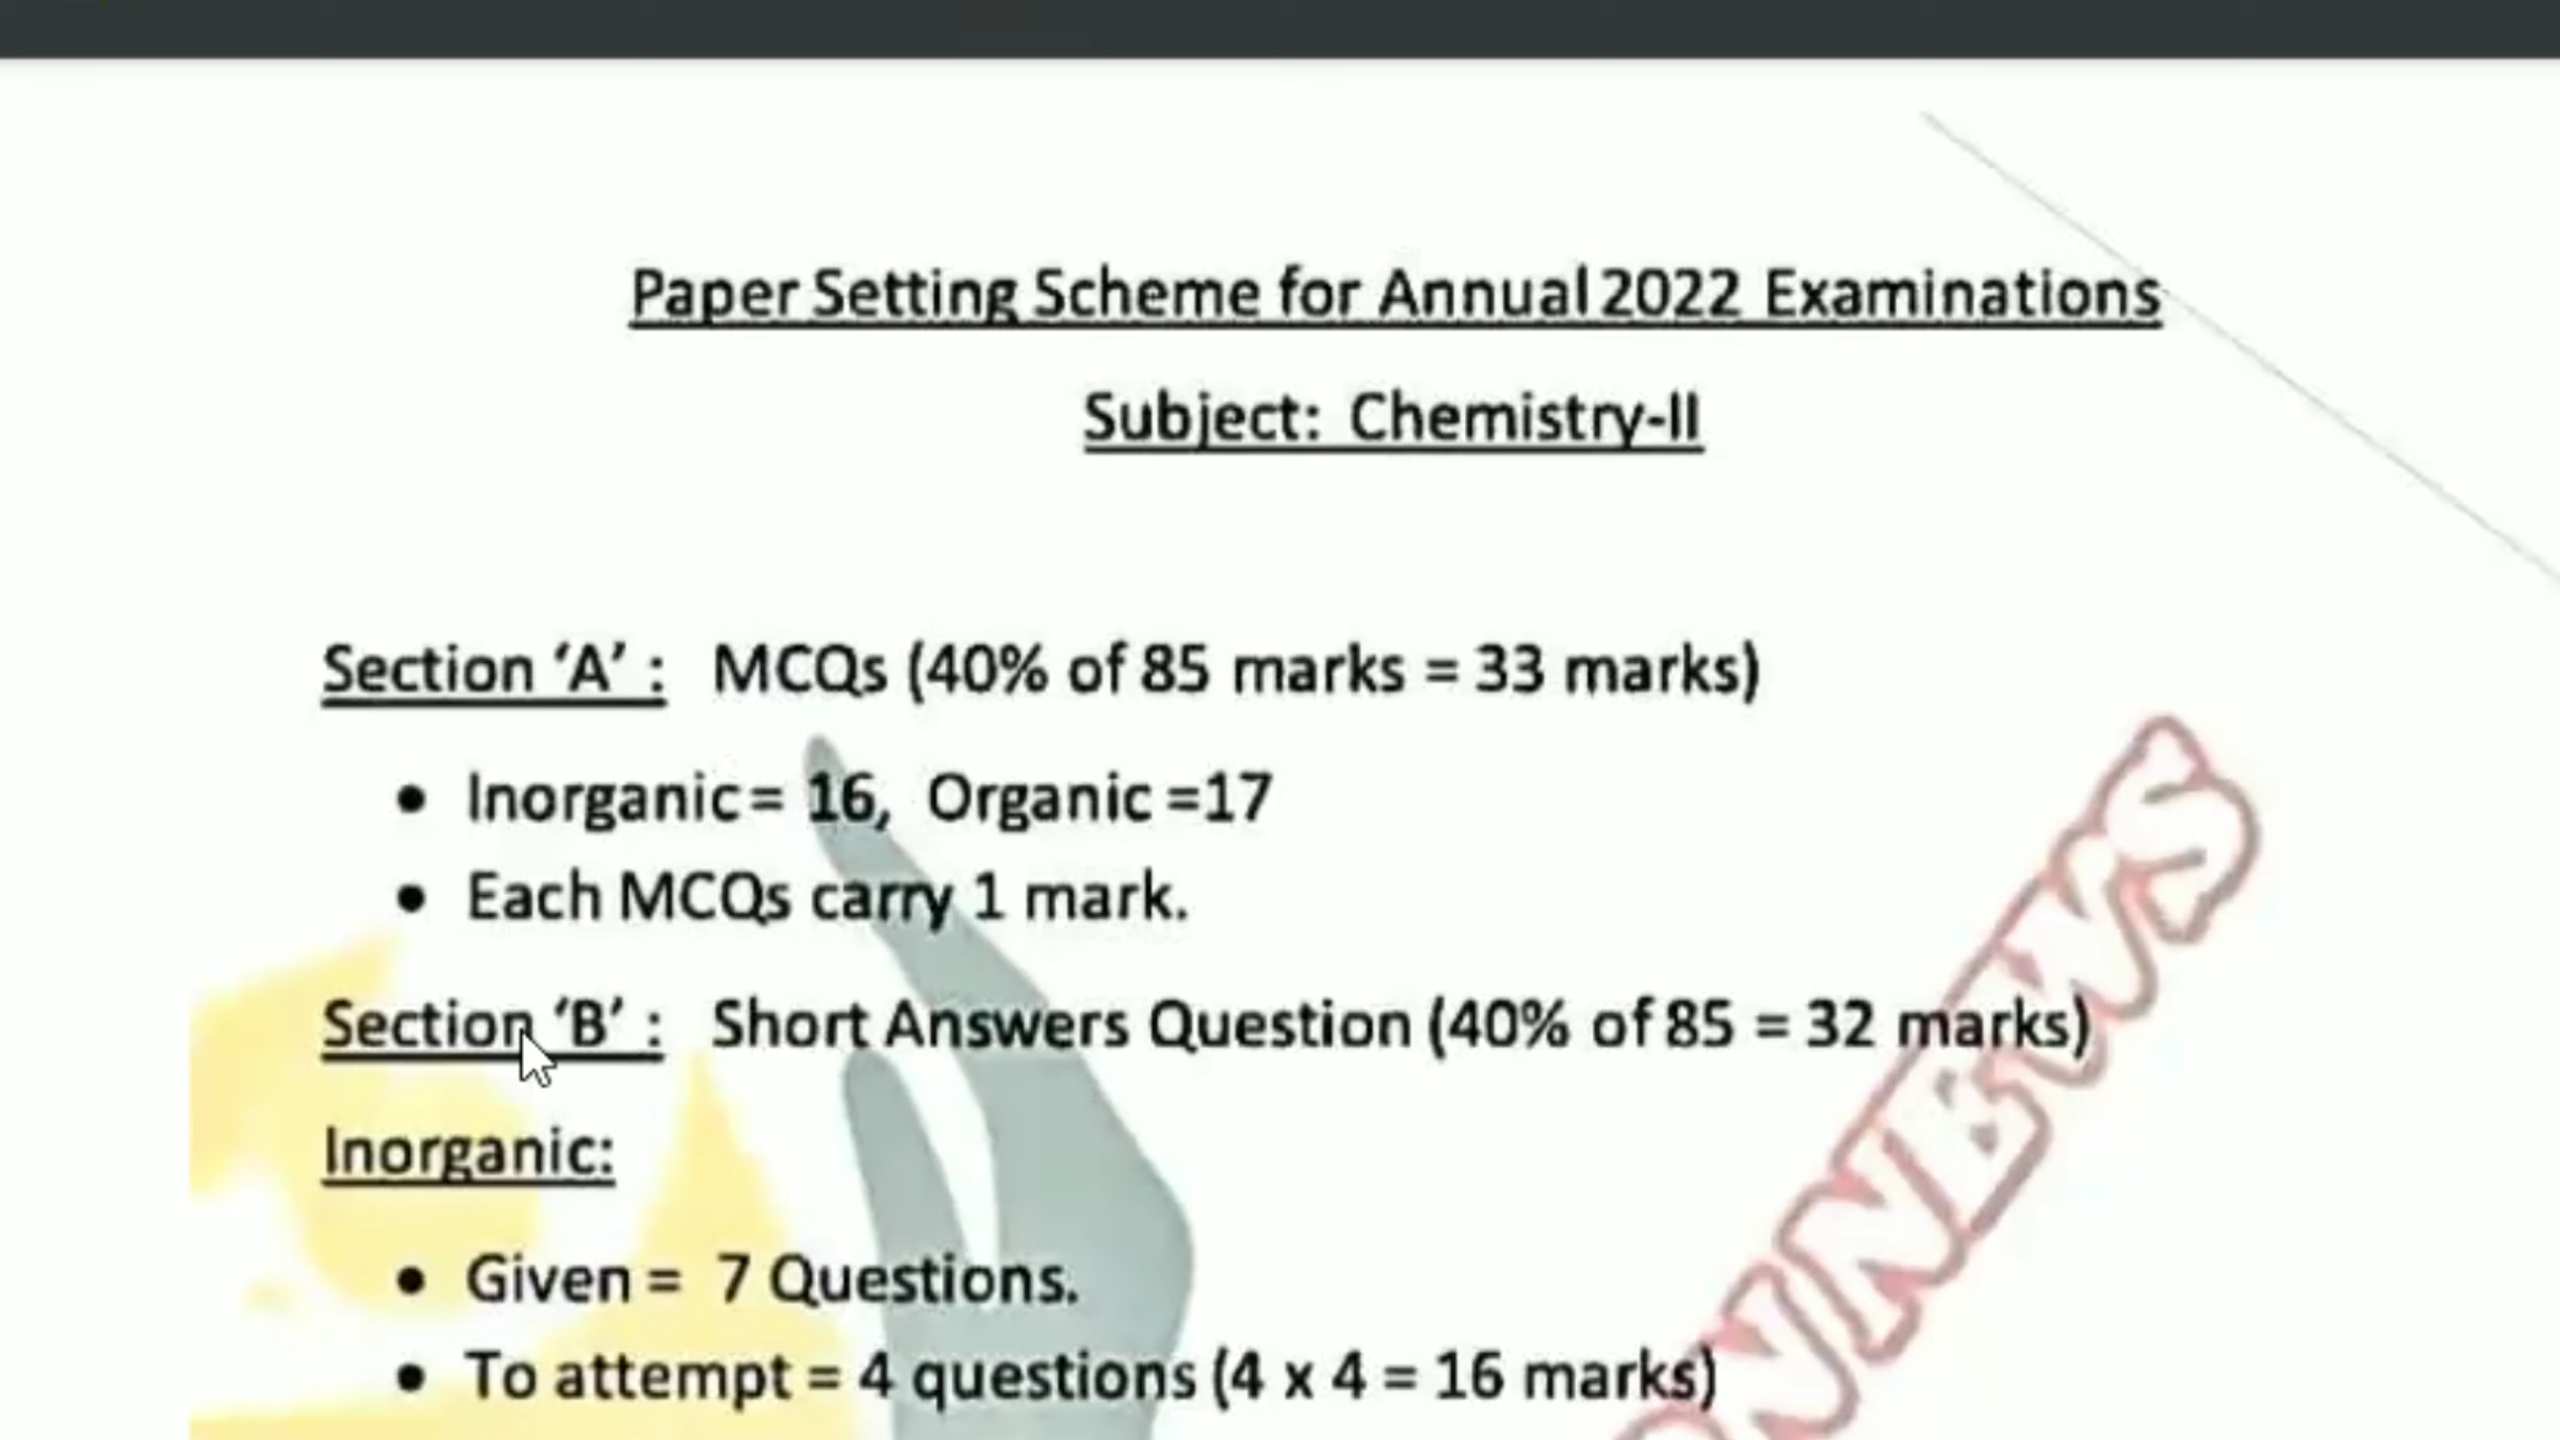 Paper Setting Scheme for Annual 2022 Examinations
Subject: Chemistry-II
Section ‘A’ : MCQs (40% of 85 marks = 33 marks)
• Inorganic = 16, Organic =17
• Each MCQs carry 1 mark.
Section ‘B’ : Short Answers Question (40% of 85 = 32 marks)
Inorganic:
• Given = 7 Questions.
• To attempt = 4 questions (4 x 4 = 16 marks)
NEWS